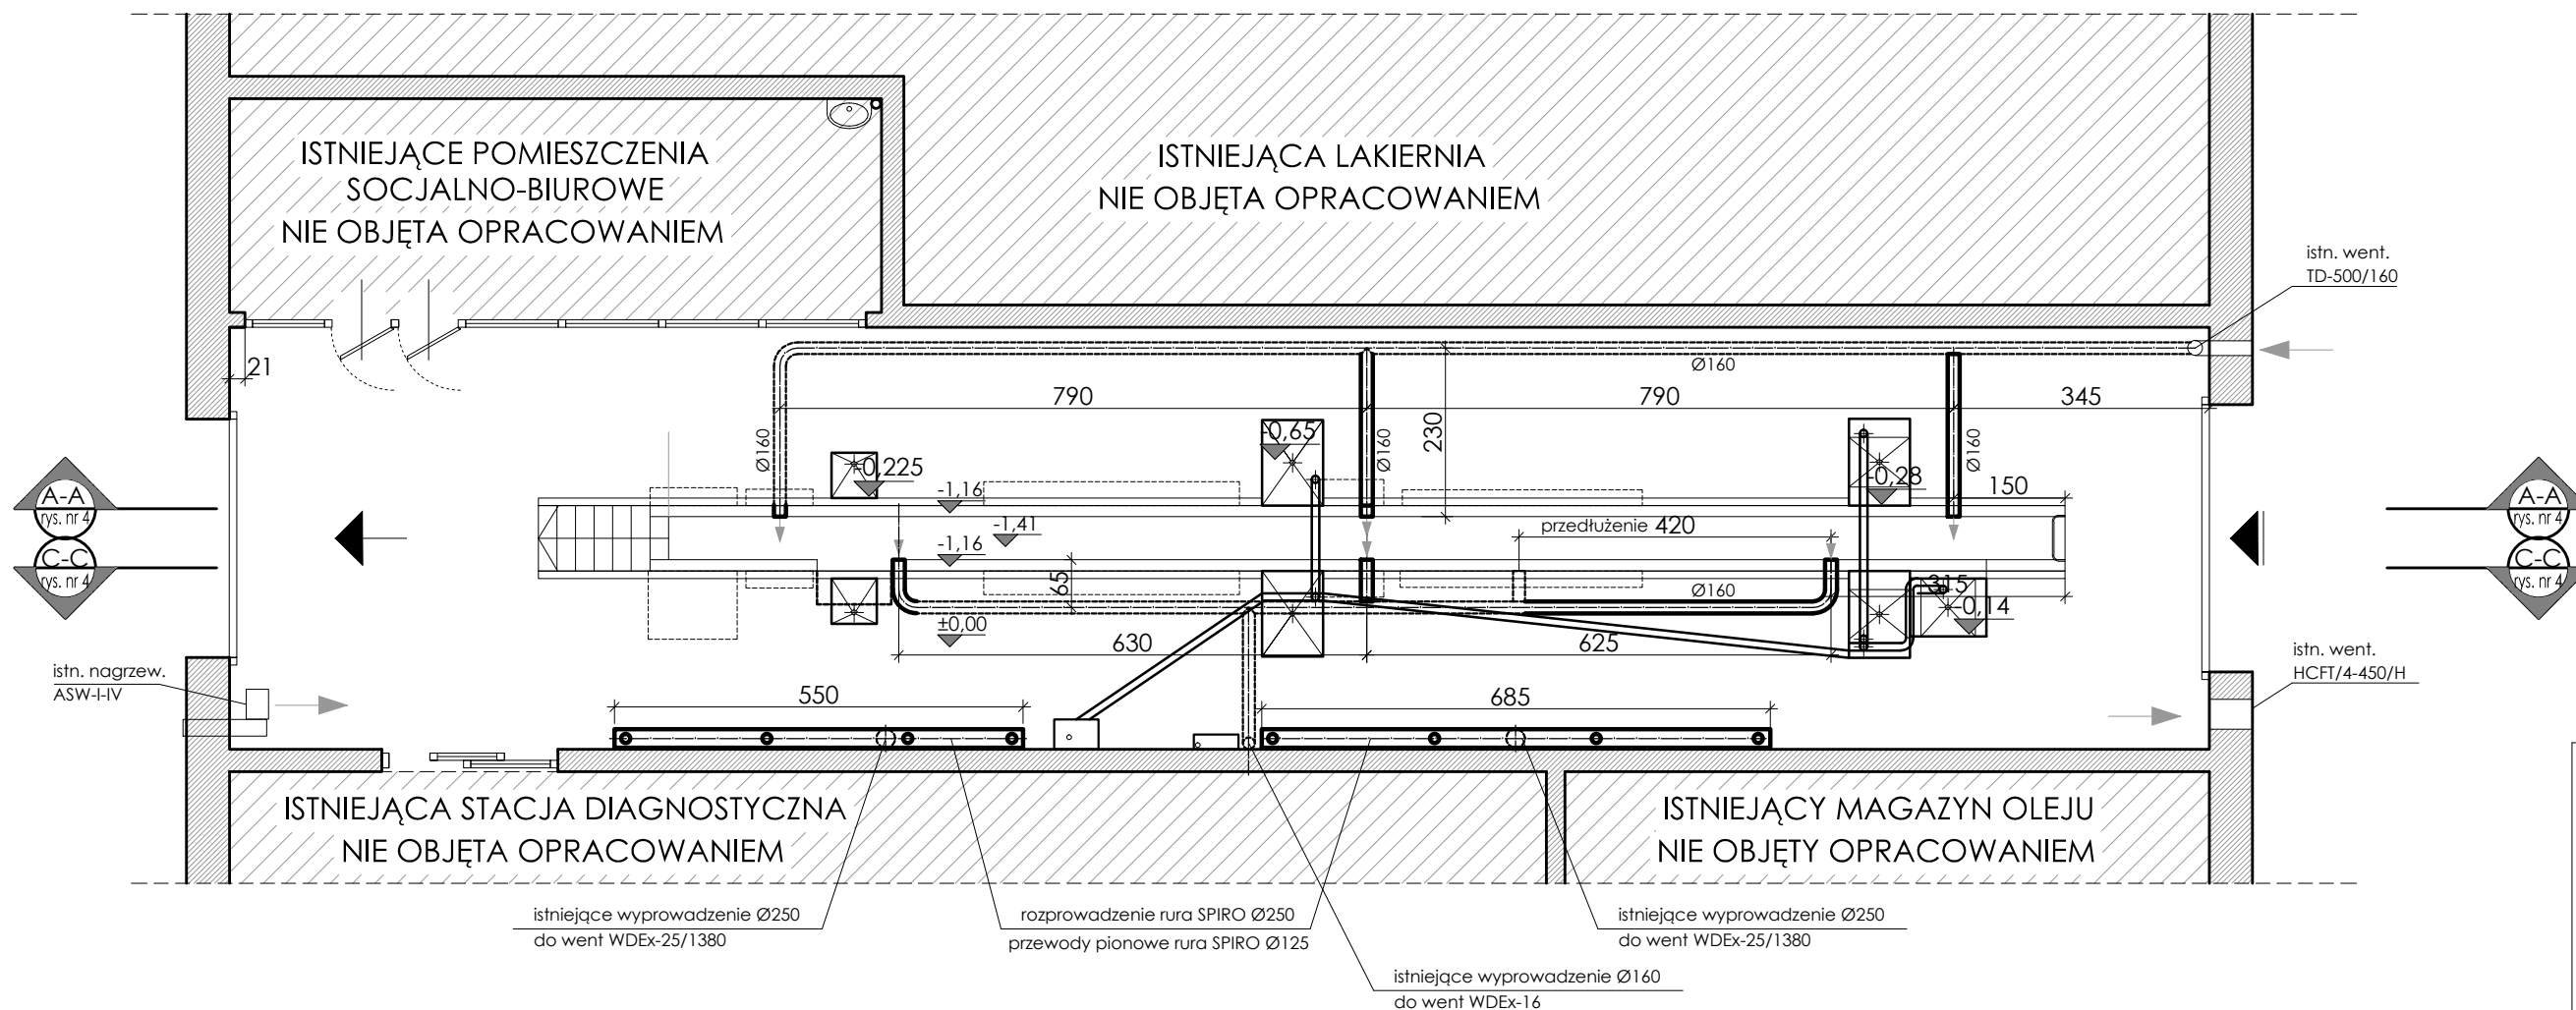 ISTNIEJĄCE POMIESZCZENIA
SOCJALNO-BIUROWE
NIE OBJĘTA OPRACOWANIEM
ISTNIEJĄCA LAKIERNIA
NIE OBJĘTA OPRACOWANIEM
istn. went.
TD-500/160
21
Ø160
790
790
345
230
Ø160
Ø160
Ø160
-0,65
-0,225
-0,28
-1,16
-1,41
-1,16
150
przedłużenie 420
65
Ø160
315
-0,14
±0,00
630
625
A-A
rys. nr 4
C-C
rys. nr 4
A-A
rys. nr 4
C-C
rys. nr 4
istn. nagrzew.
ASW-I-IV
istn. went.
HCFT/4-450/H
550
685
ISTNIEJĄCA STACJA DIAGNOSTYCZNA
NIE OBJĘTA OPRACOWANIEM
ISTNIEJĄCY MAGAZYN OLEJU
NIE OBJĘTY OPRACOWANIEM
istniejące wyprowadzenie Ø250
do went WDEx-25/1380
rozprowadzenie rura SPIRO Ø250
przewody pionowe rura SPIRO Ø125
istniejące wyprowadzenie Ø250
do went WDEx-25/1380
istniejące wyprowadzenie Ø160
do went WDEx-16